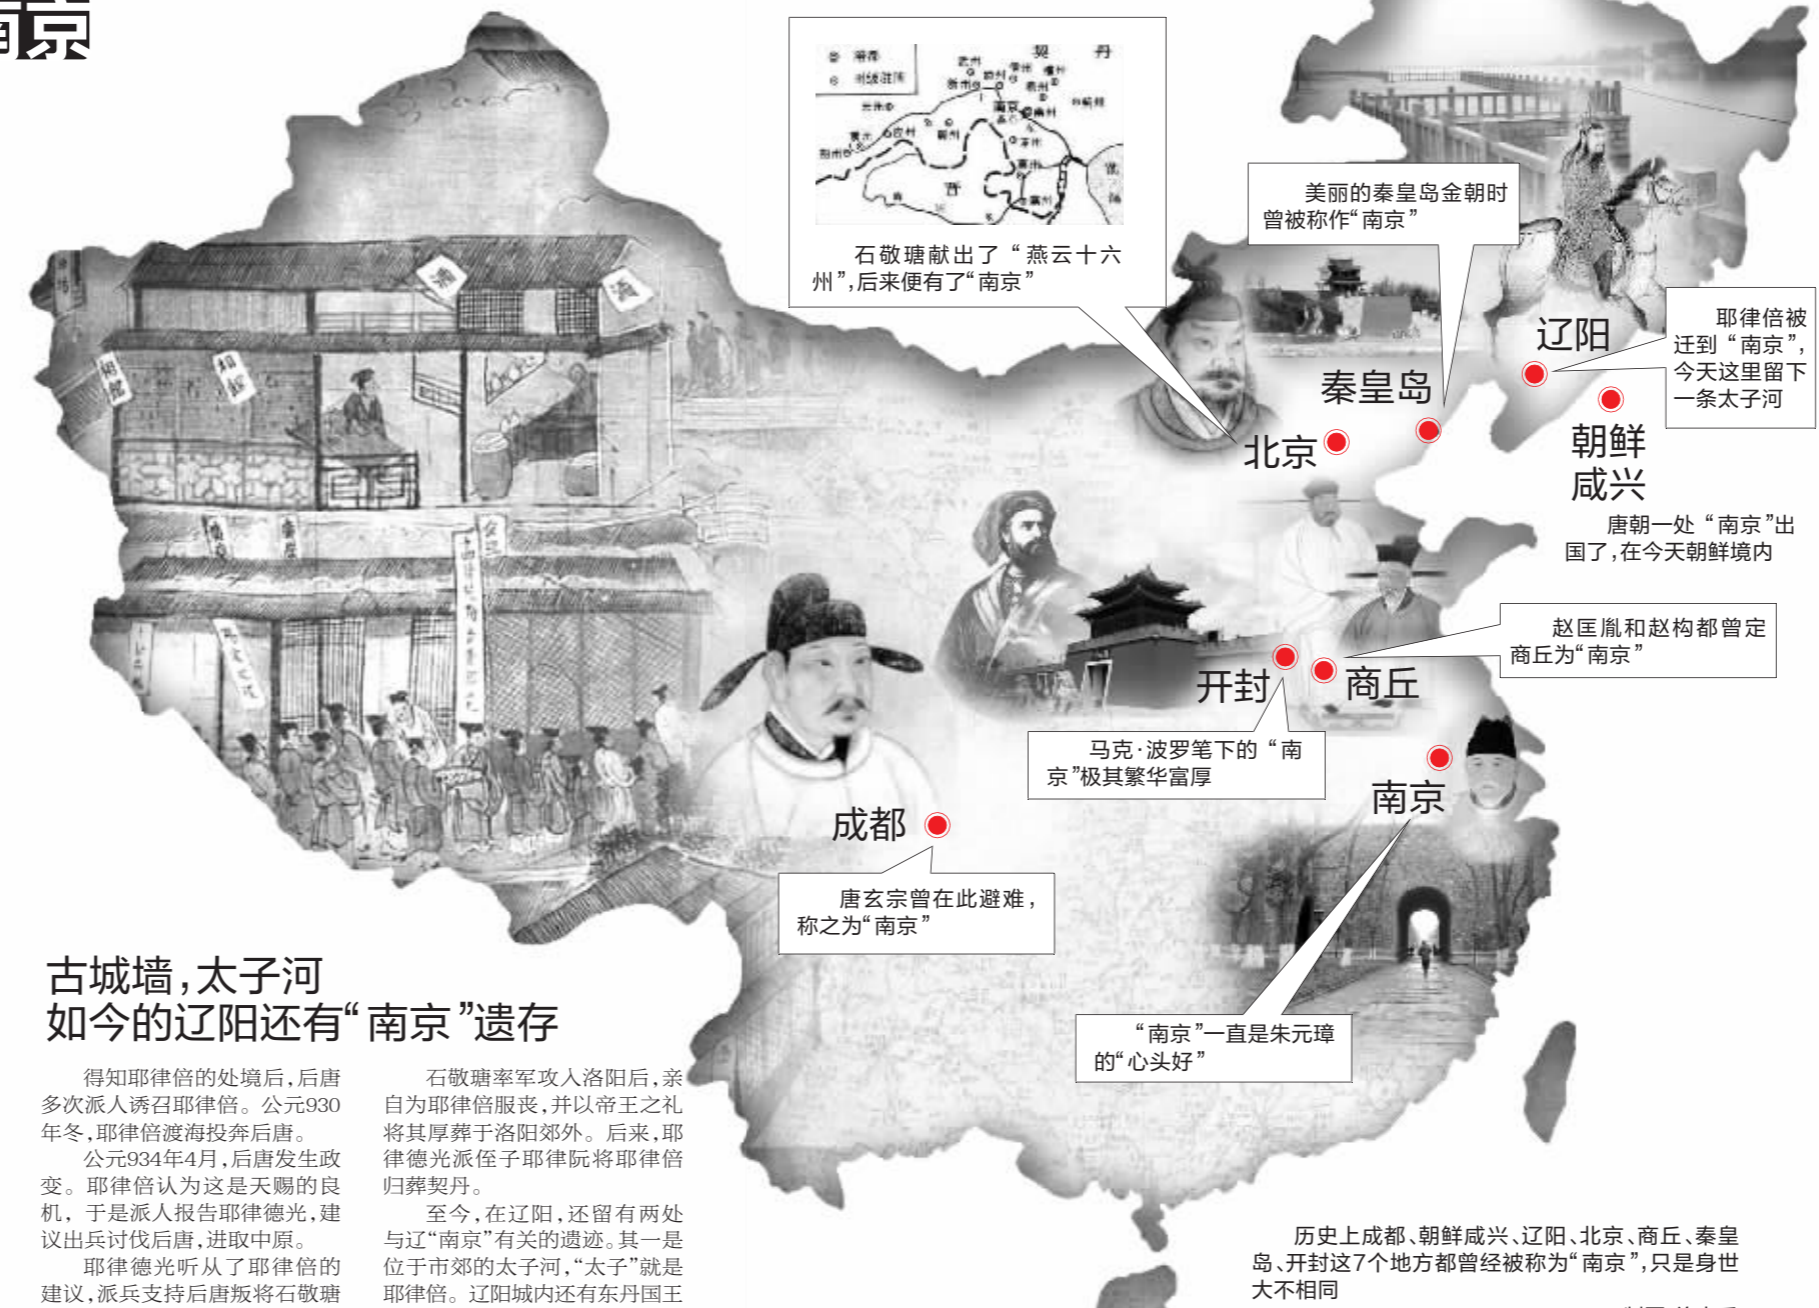 南京
契 丹
石敬瑭献出了“燕云十六
州”,后来便有了“南京”
美丽的秦皇岛金朝时
曾被称作“南京”
辽阳
耶律倍被
迁到“南京”,
今天这里留下
一条太子河
秦皇岛
北京
朝鲜
咸兴
唐朝一处“南京”出
国了,在今天朝鲜境内
赵匡胤和赵构都曾定
商丘为“南京”
开封
商丘
马克·波罗笔下的“南
京”极其繁华富厚
南京
成都
唐玄宗曾在此避难,
称之为“南京”
“南京”一直是朱元璋
的“心头好”
古城墙,太子河
如今的辽阳还有“南京”遗存
得知耶律倍的处境后,后唐
多次派人诱召耶律倍。公元930
年冬,耶律倍渡海投奔后唐。
公元934年4月,后唐发生政
变。耶律倍认为这是天赐的良
机,于是派人报告耶律德光,建
议出兵讨伐后唐,进取中原。
耶律德光听从了耶律倍的
建议,派兵支持后唐叛将石敬瑭
石敬瑭率军攻入洛阳后,亲
自为耶律倍服丧,并以帝王之礼
将其厚葬于洛阳郊外。后来,耶
律德光派侄子耶律阮将耶律倍
归葬契丹。
至今,在辽阳,还留有两处
与辽“南京”有关的遗迹。其一是
位于市郊的太子河,“太子”就是
耶律倍。辽阳城内还有东丹国王
历史上成都、朝鲜咸兴、辽阳、北京、商丘、秦皇
岛、开封这7个地方都曾经被称为“南京”,只是身世
大不相同